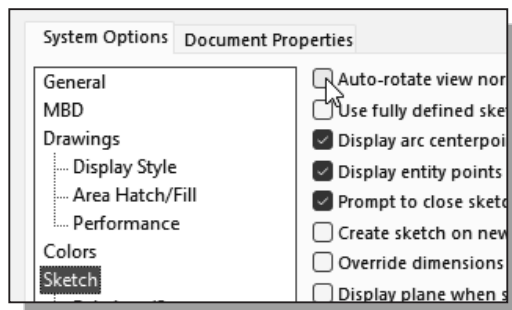 System Options Document Properties
General
MBD
Drawings
Display Style
Area Hatch/Fill
Performance
Colors
Sketch
Auto-rotate view nor
Use fully defined ske
Display arc centerpoi
Display entity points
Prompt to close sketc
Create sketch on new
Override dimensions
Display plane when s